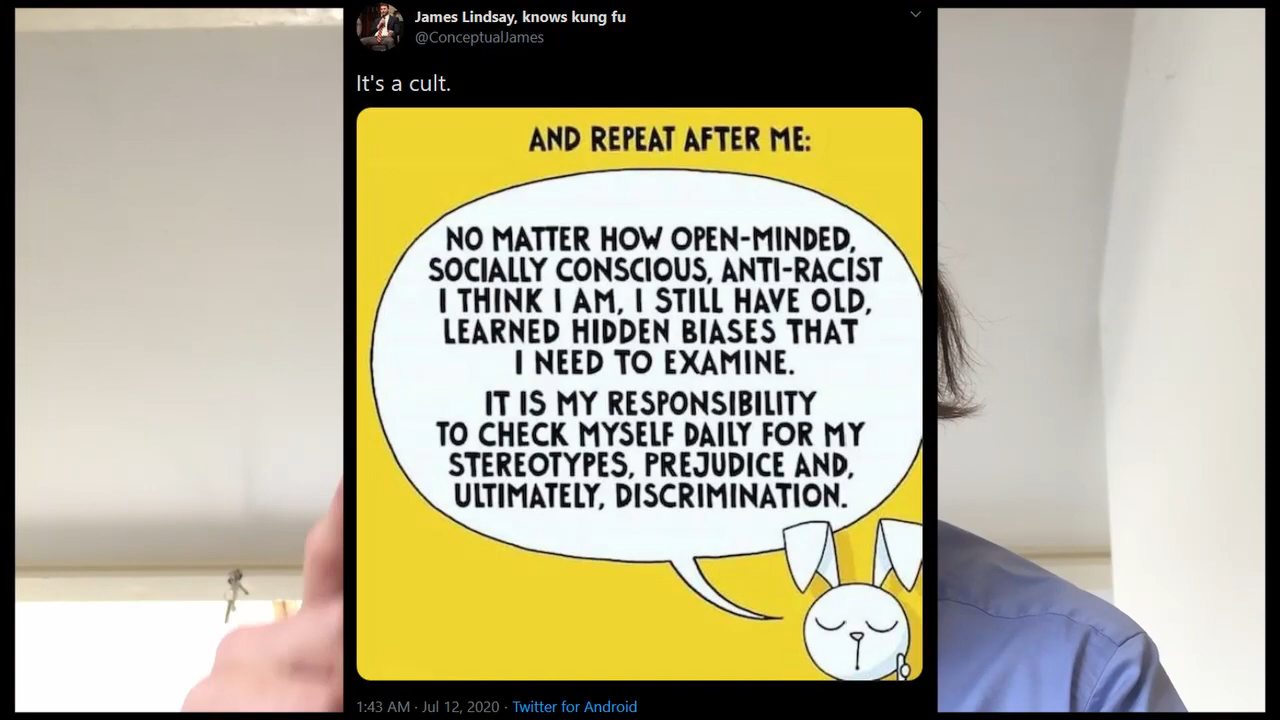 James Lindsay, knows kung fu
@ConceptualJames
It's a cult.
AND REPEAT AFTER ME:
NO MATTER HOW OPEN-MINDED,
SOCIALLY CONSCIOUS, ANTI-RACIST
I THINK I AM, I STILL HAVE OLD,
LEARNED HIDDEN BIASES THAT
I NEED TO EXAMINE.
IT IS MY RESPONSIBILITY
TO CHECK MYSELF DAILY FOR MY
STEREOTYPES, PREJUDICE AND,
ULTIMATELY, DISCRIMINATION.
1:43 AM · Jul 12, 2020 · Twitter for Android